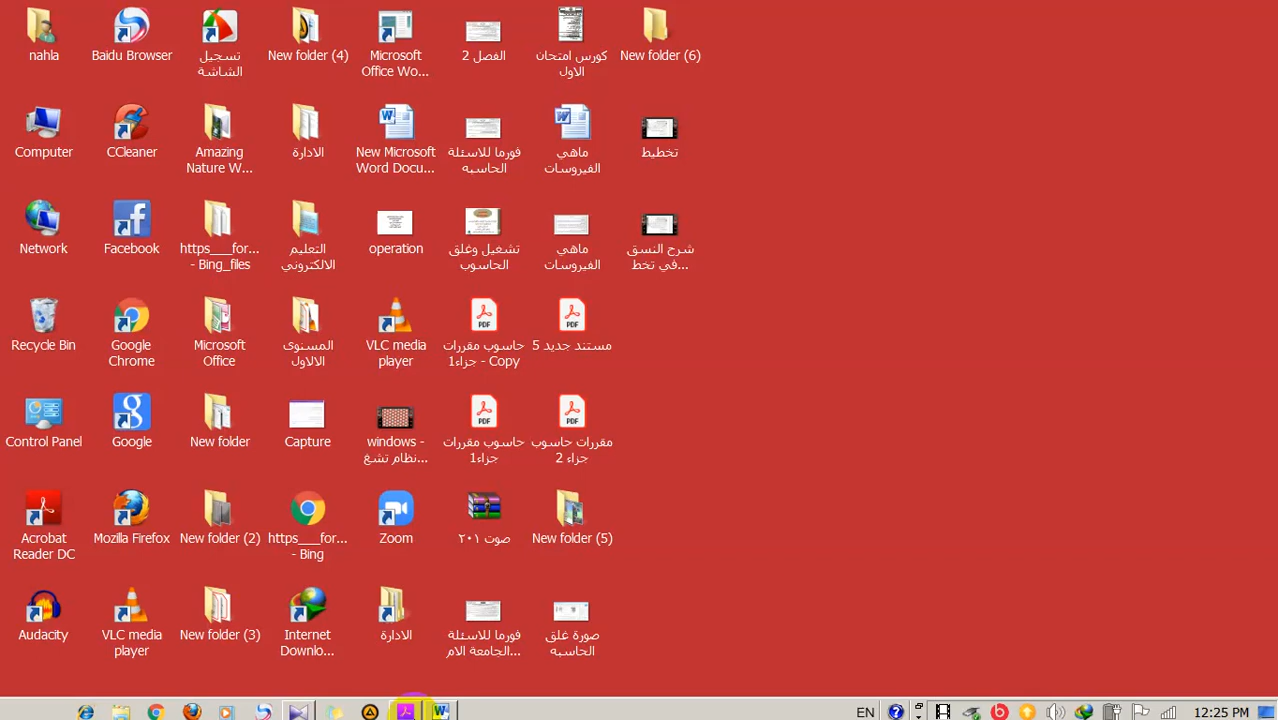 nahla
Baidu Browser
تسجيل
الشاشة
New folder (4)
Microsoft
Office Wo...
الفصل 2
كورس امتحان
الاول
New folder (6)
Computer
CCleaner
Amazing
Nature W...
الادارة
New Microsoft
Word Docu...
فورما للاسئلة
الحاسبه
ماهي
الفيروسات
تخطيط
Network
Facebook
https___for...
- Bing_files
التعليم
الالكتروني
operation
تشغيل وغلق
الحاسوب
ماهي
الفيروسات
شرح النسق
في تخط...
Recycle Bin
Google
Chrome
Microsoft
Office
المسنوى
الالاول
VLC media
player
حاسوب مقررات
جزاء1 - Copy
مستند جديد 5
Control Panel
Google
New folder
Capture
windows -
نظام تشغ...
حاسوب مقررات
جزاء1
مقررات حاسوب
جزاء 2
Acrobat
Reader DC
Mozilla Firefox
New folder (2)
https___for...
- Bing
Zoom
صوت ٢٠١
New folder (5)
Audacity
VLC media
player
New folder (3)
Internet
Downlo...
الادارة
فورما للاسئلة
الجامعة الام...
صورة غلق
الحاسبه
EN
12:25 PM